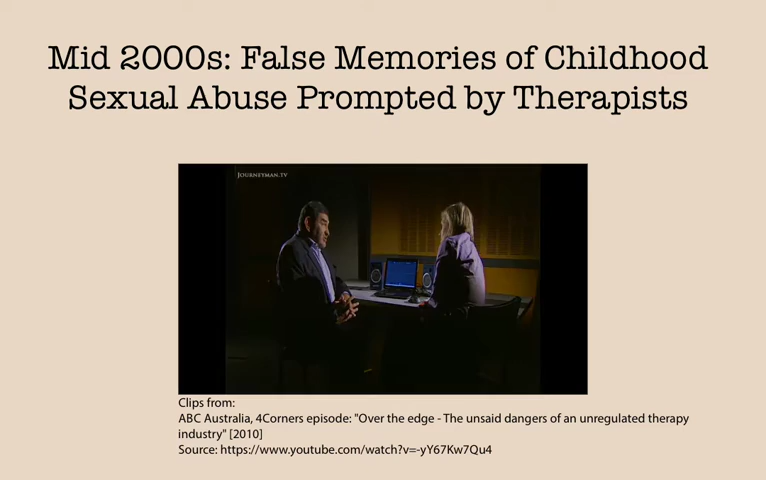 Mid 2000s: False Memories of Childhood
Sexual Abuse Prompted by Therapists
JOURNEYMAN.TV
Clips from:
ABC Australia, 4Corners episode: "Over the edge - The unsaid dangers of an unregulated therapy
industry" [2010]
Source: https://www.youtube.com/watch?v=-yY67Kw7Qu4